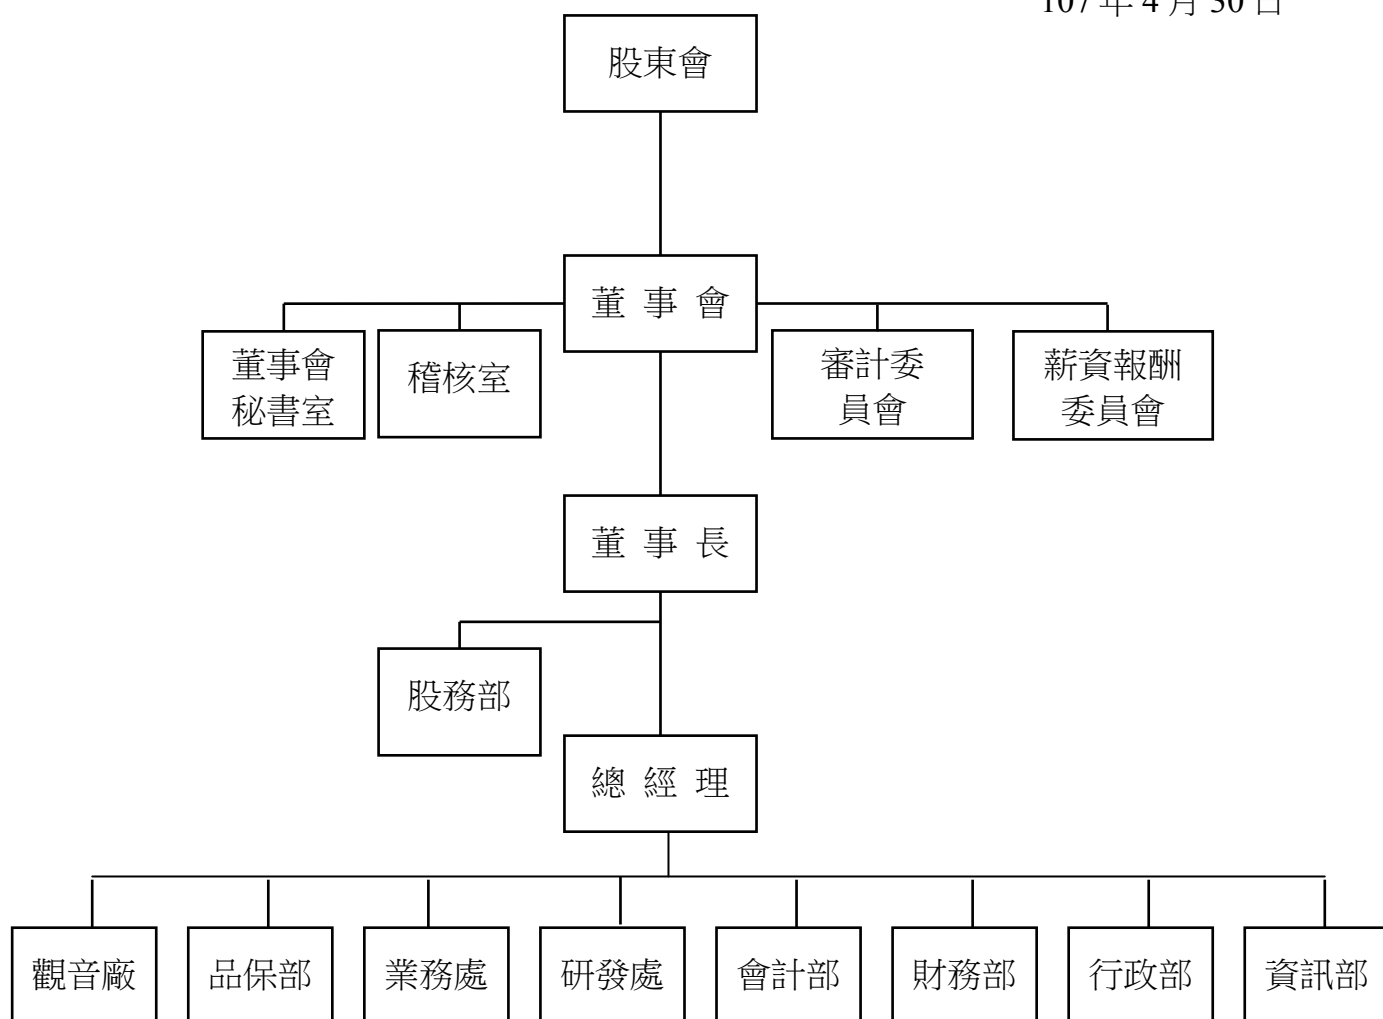 107 年 4 月 30 日
股東會
董 事 會
董事會
秘書室
稽核室
審計委
員會
薪資報酬
委員會
董 事 長
股務部
總 經 理
觀音廠
品保部
業務處
研發處
會計部
財務部
行政部
資訊部